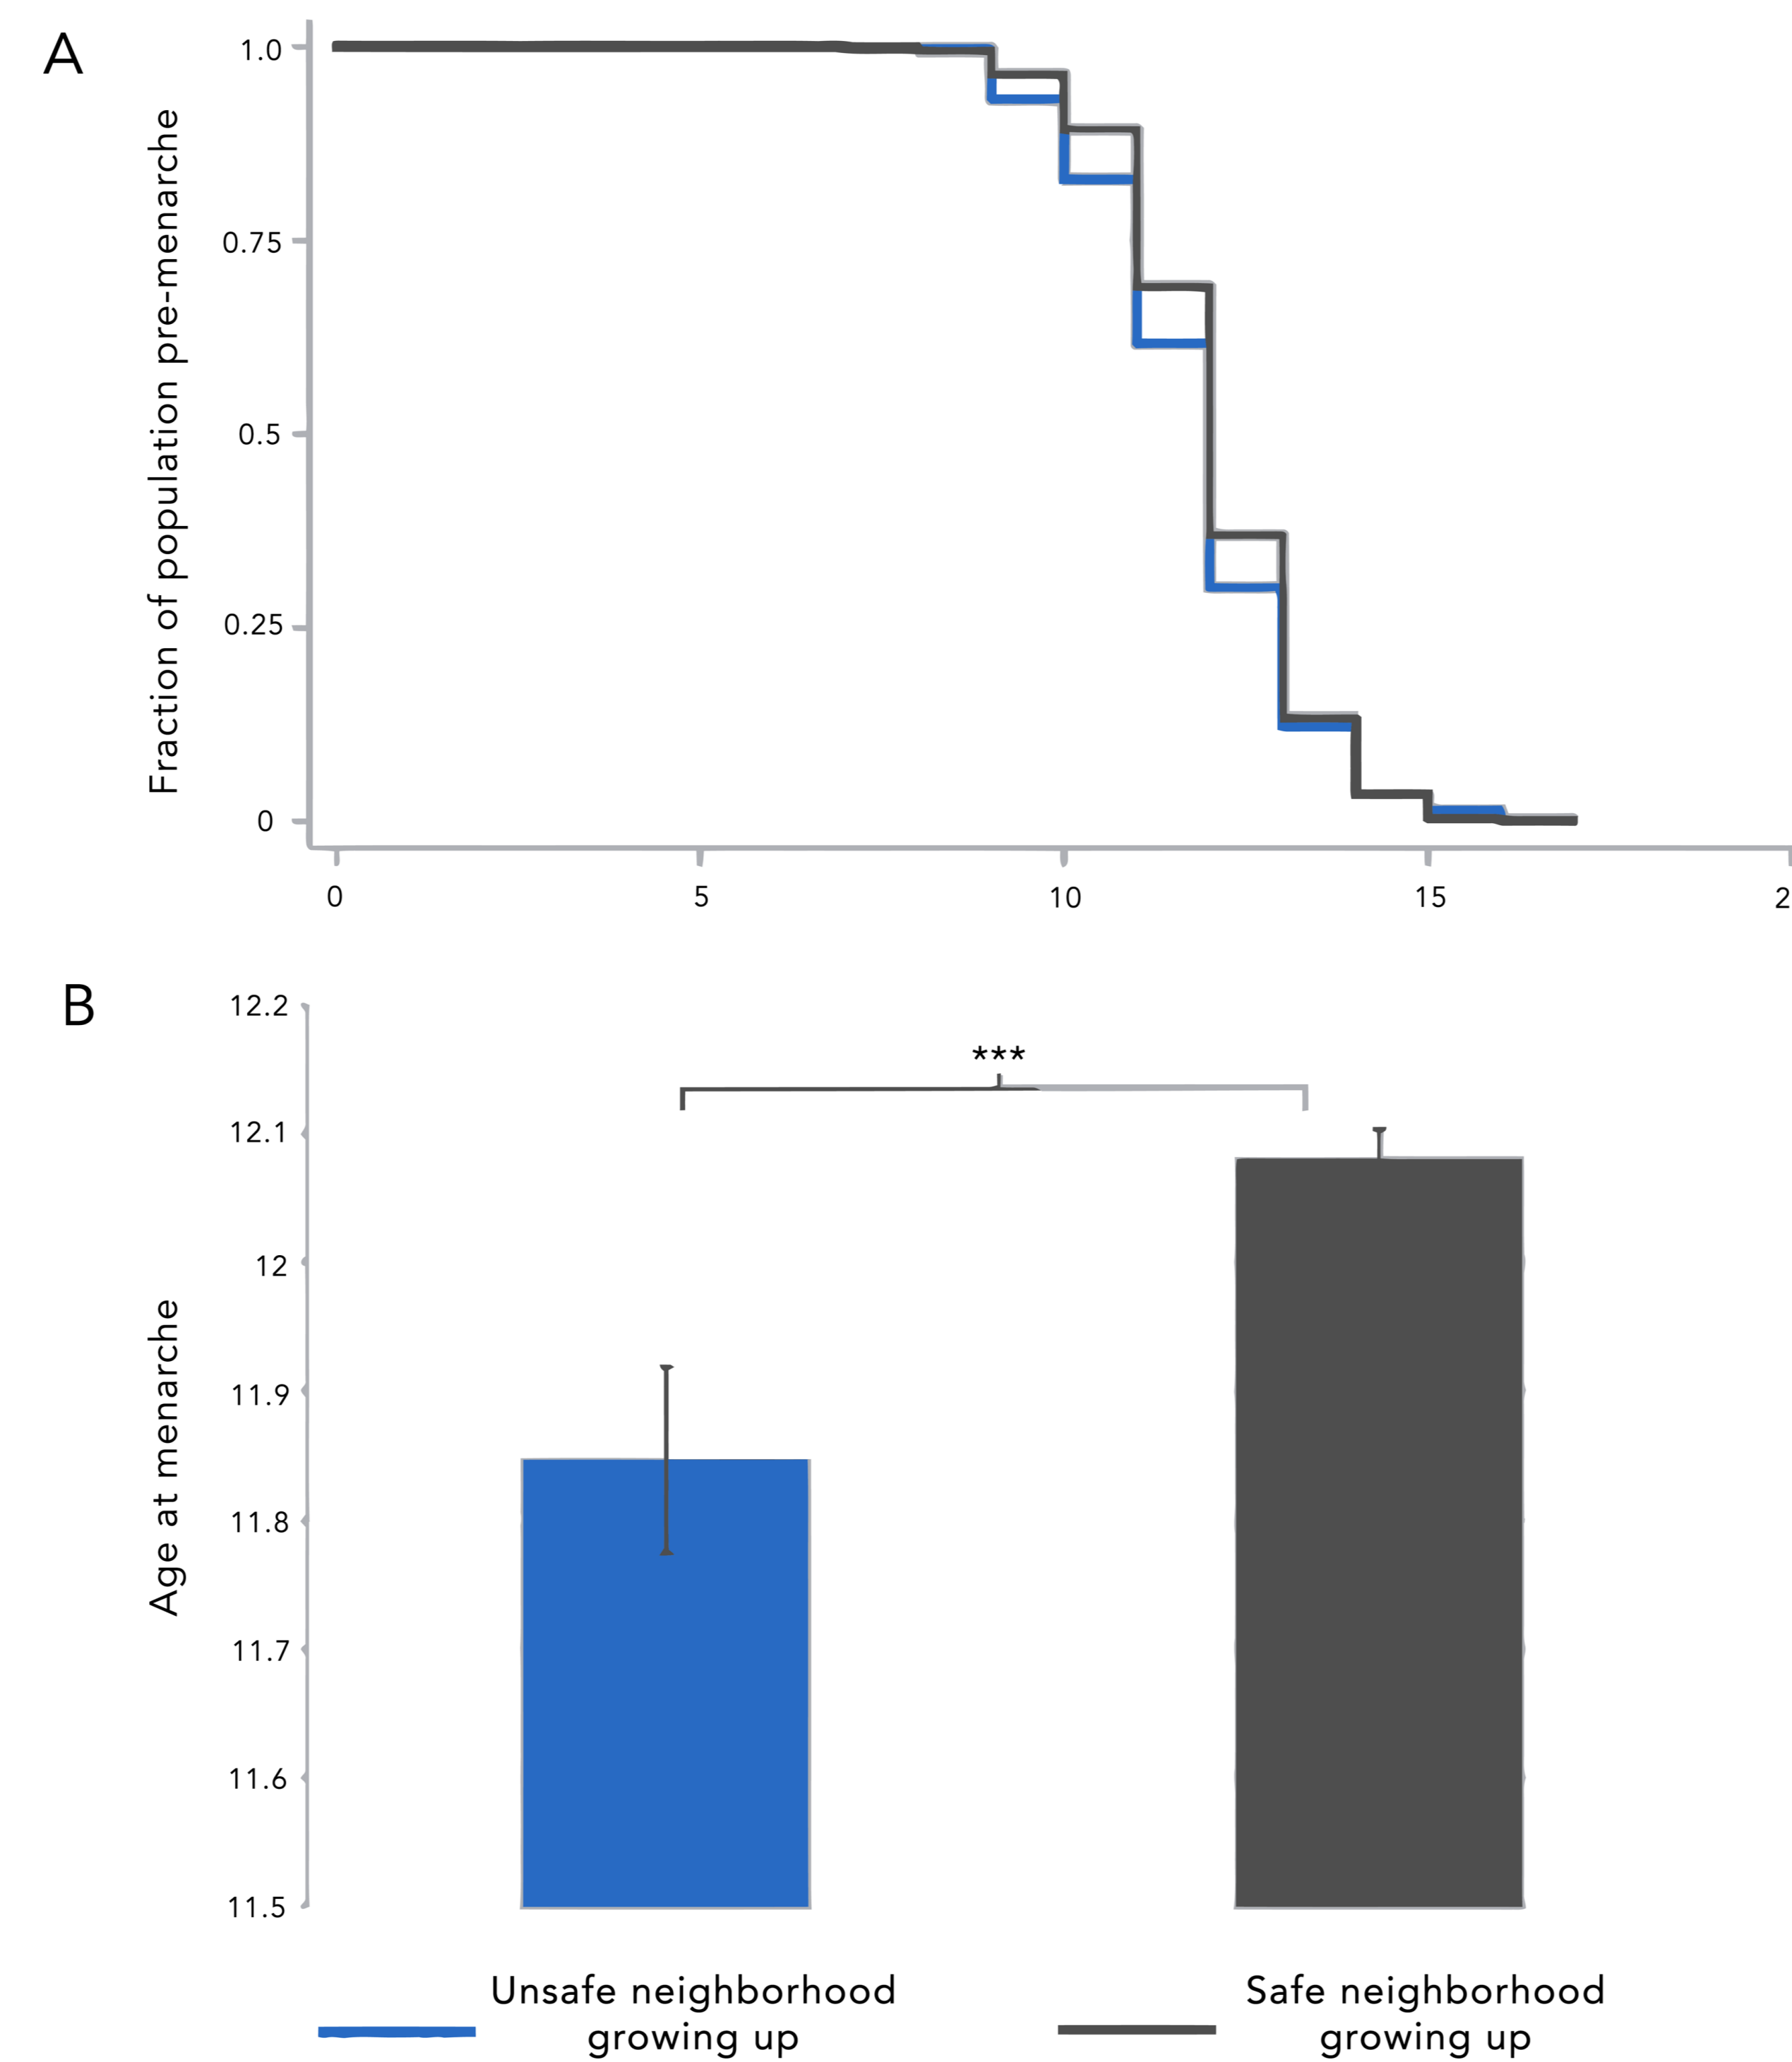 A
Fraction of population pre-menarche
1.0
0.75
0.5
0.25
0
0 5 10 15 2
B
Age at menarche
12.2
***
12.1
12
11.9
11.8
11.7
11.6
11.5
Unsafe neighborhood
growing up
Safe neighborhood
growing up